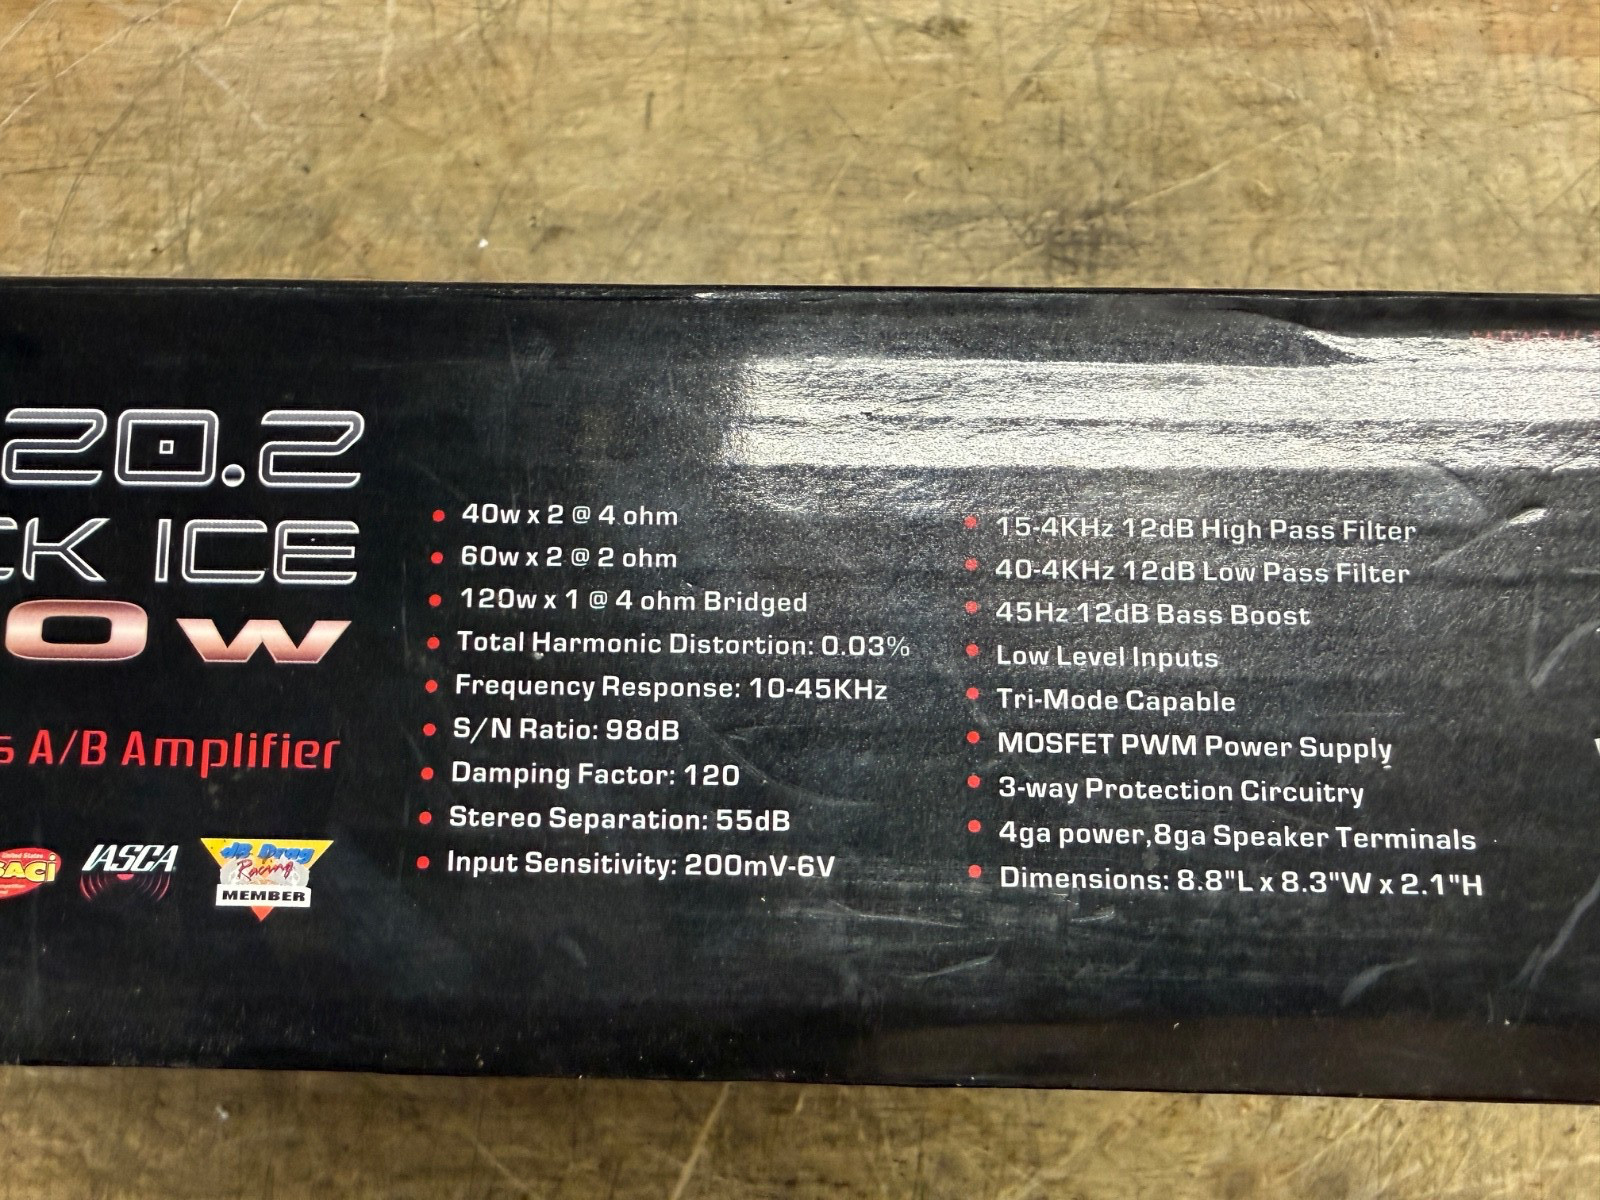 20.2
CK ICE
0W
s A/B Amplifier
United States
ACi
IASCA
dB Drag
Racing
MEMBER
• 40w x 2 @ 4 ohm
• 60w x 2 @ 2 ohm
• 120w x 1 @ 4 ohm Bridged
• Total Harmonic Distortion: 0.03%
• Frequency Response: 10-45KHz
• S/N Ratio: 98dB
• Damping Factor: 120
• Stereo Separation: 55dB
• Input Sensitivity: 200mV-6V
• 15-4KHz 12dB High Pass Filter
• 40-4KHz 12dB Low Pass Filter
• 45Hz 12dB Bass Boost
• Low Level Inputs
• Tri-Mode Capable
• MOSFET PWM Power Supply
• 3-way Protection Circuitry
• 4ga power,8ga Speaker Terminals
• Dimensions: 8.8"L x 8.3"W x 2.1"H